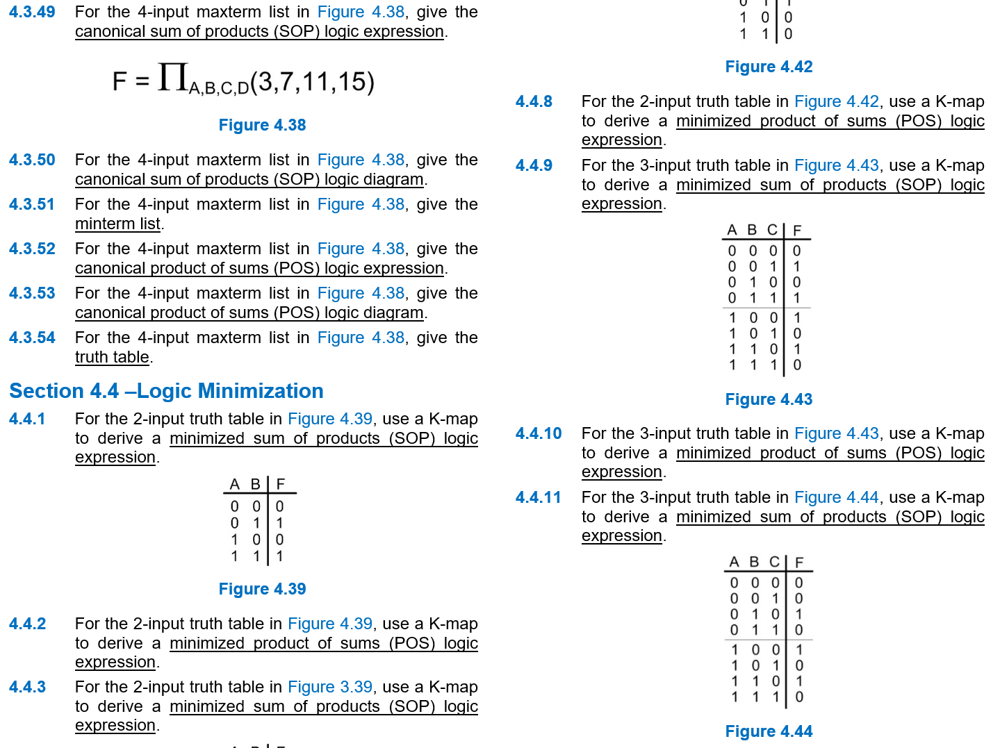 4.3.49 For the 4-input maxterm list in Figure 4.38, give the
canonical sum of products (SOP) logic expression.
F = ∏A,B,C,D(3,7,11,15)
Figure 4.38
4.3.50 For the 4-input maxterm list in Figure 4.38, give the
canonical sum of products (SOP) logic diagram.
4.3.51 For the 4-input maxterm list in Figure 4.38, give the
minterm list.
4.3.52 For the 4-input maxterm list in Figure 4.38, give the
canonical product of sums (POS) logic expression.
4.3.53 For the 4-input maxterm list in Figure 4.38, give the
canonical product of sums (POS) logic diagram.
4.3.54 For the 4-input maxterm list in Figure 4.38, give the
truth table.
Section 4.4 –Logic Minimization
4.4.1 For the 2-input truth table in Figure 4.39, use a K-map
to derive a minimized sum of products (SOP) logic
expression.
A B F
0 0 0
0 1 1
1 0 0
1 1 1
Figure 4.39
4.4.2 For the 2-input truth table in Figure 4.39, use a K-map
to derive a minimized product of sums (POS) logic
expression.
4.4.3 For the 2-input truth table in Figure 3.39, use a K-map
to derive a minimized sum of products (SOP) logic
expression.
1 0 0
1 1 0
Figure 4.42
4.4.8 For the 2-input truth table in Figure 4.42, use a K-map
to derive a minimized product of sums (POS) logic
expression.
4.4.9 For the 3-input truth table in Figure 4.43, use a K-map
to derive a minimized sum of products (SOP) logic
expression.
A B C F
0 0 0 0
0 0 1 1
0 1 0 0
0 1 1 1
1 0 0 1
1 0 1 0
1 1 0 1
1 1 1 0
Figure 4.43
4.4.10 For the 3-input truth table in Figure 4.43, use a K-map
to derive a minimized product of sums (POS) logic
expression.
4.4.11 For the 3-input truth table in Figure 4.44, use a K-map
to derive a minimized sum of products (SOP) logic
expression.
A B C F
0 0 0 0
0 0 1 0
0 1 0 1
0 1 1 0
1 0 0 1
1 0 1 0
1 1 0 1
1 1 1 0
Figure 4.44